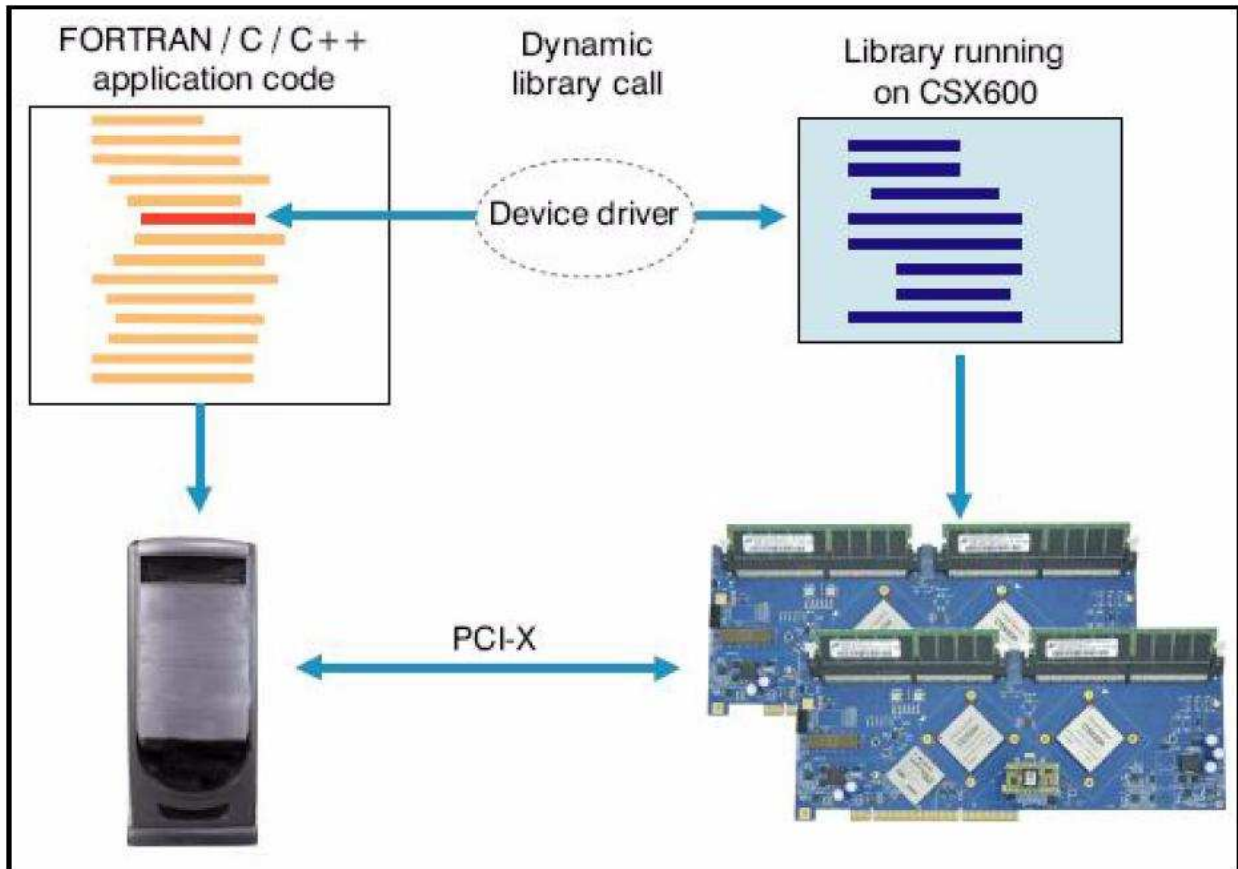 FORTRAN / C / C++
application code
Dynamic
library call
Library running
on CSX600
Device driver
PCI-X